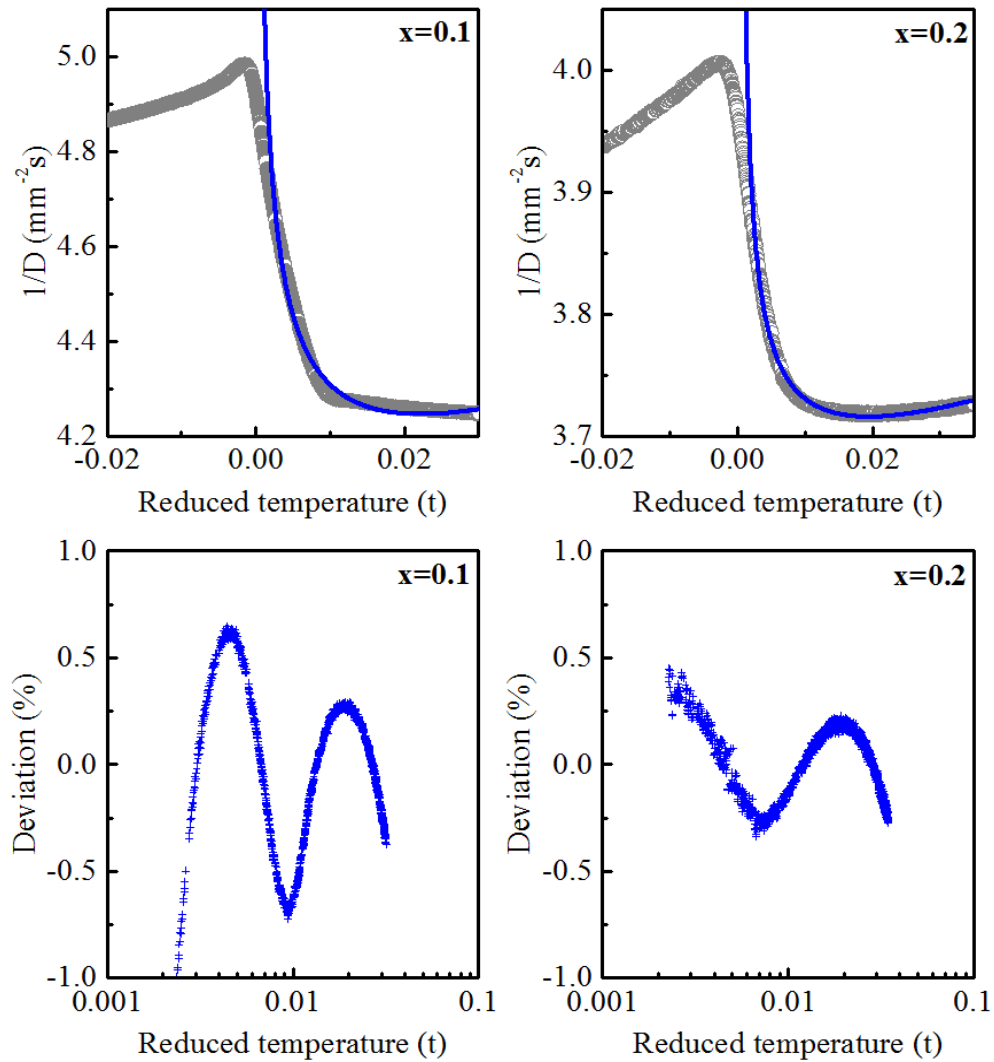 x=0.1
5.0
4.8
4.6
4.4
4.2
-0.02
0.00
0.02
1/D (mm⁻²s)
Reduced temperature (t)
x=0.2
4.0
3.9
3.8
3.7
-0.02
0.00
0.02
1/D (mm⁻²s)
Reduced temperature (t)
x=0.1
1.0
0.5
0.0
-0.5
-1.0
0.001
0.01
0.1
Deviation (%)
Reduced temperature (t)
x=0.2
1.0
0.5
0.0
-0.5
-1.0
0.001
0.01
0.1
Deviation (%)
Reduced temperature (t)